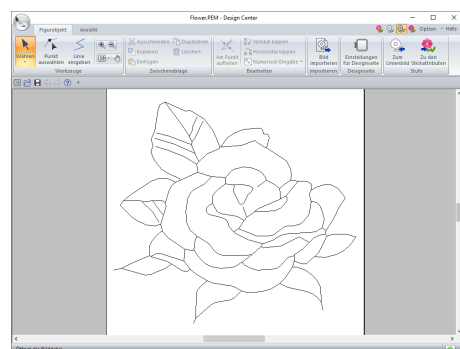 Flower.PEM - Design Center
Figurobjekt Ansicht Option Hilfe
Wählen
Punkt auswählen
Linie eingeben
Werkzeuge
Ausschneiden Duplizieren
Kopieren Löschen
Einfügen
Zwischenablage
Am Punkt aufteilen
Vertikal kippen
Horizontal kippen
Numerisch Eingabe
Bearbeiten
Bild importieren
Importieren
Einstellungen für Designseite
Designseite
Zum Linienbild
Zu den Stickattributen
Stufe